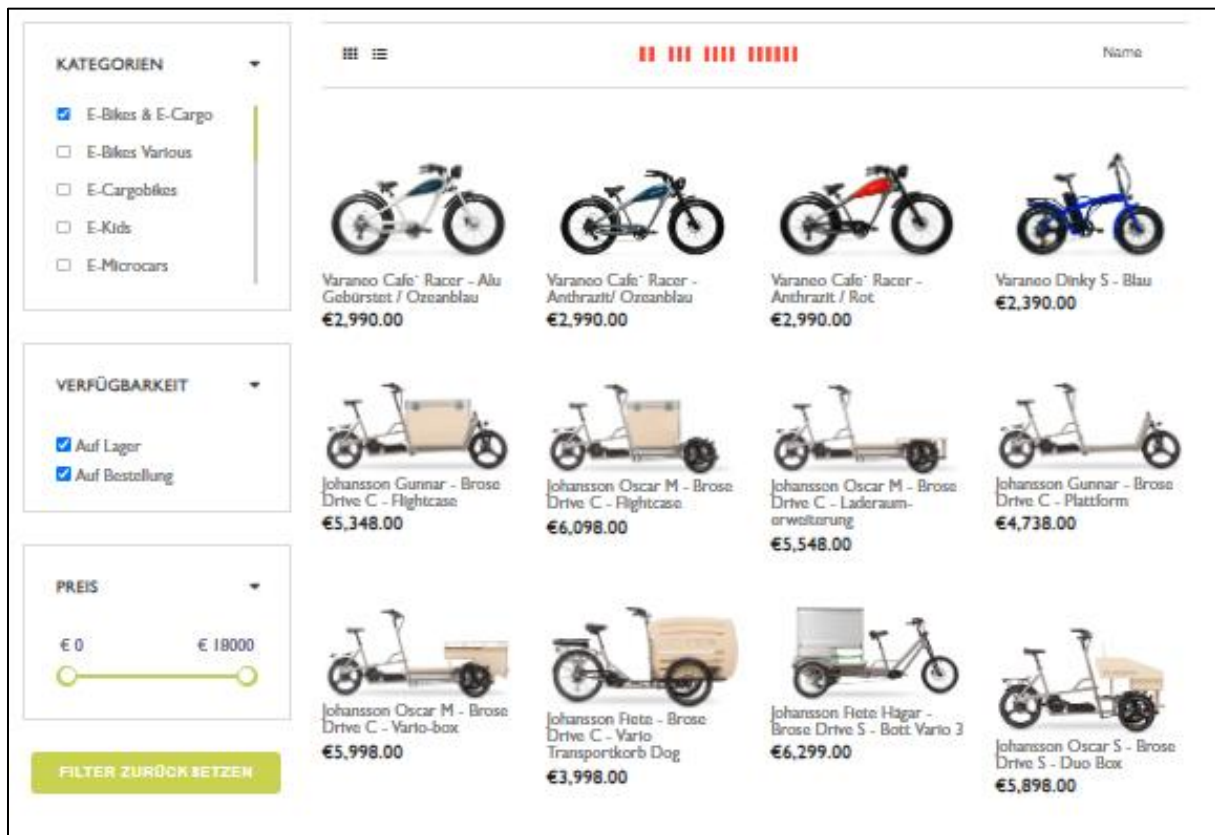 KATEGORIEN
E-Bikes & E-Cargo
E-Bikes Various
E-Cargobikes
E-Kids
E-Microcars
VERFÜGBARKEIT
Auf Lager
Auf Bestellung
PREIS
€ 0 € 18000
FILTER ZURÜCKSETZEN
Name
Varaneo Cafe´ Racer - Alu
Gebürstet / Ozeanblau
€2,990.00
Varaneo Cafe´ Racer -
Anthrazit/ Ozeanblau
€2,990.00
Varaneo Cafe´ Racer -
Anthrazit / Rot
€2,990.00
Varaneo Dinky S - Blau
€2,390.00
Johansson Gunnar - Brose
Drive C - Flightcase
€5,348.00
Johansson Oscar M - Brose
Drive C - Flightcase
€6,098.00
Johansson Oscar M - Brose
Drive C - Laderaum-
erweiterung
€5,548.00
Johansson Gunnar - Brose
Drive C - Plattform
€4,738.00
Johansson Oscar M - Brose
Drive C - Vario-box
€5,998.00
Johansson Fiete - Brose
Drive C - Vario
Transportkorb Dog
€3,998.00
Johansson Fiete Hägar -
Brose Drive S - Bott Vario 3
€6,299.00
Johansson Oscar S - Brose
Drive S - Duo Box
€5,898.00